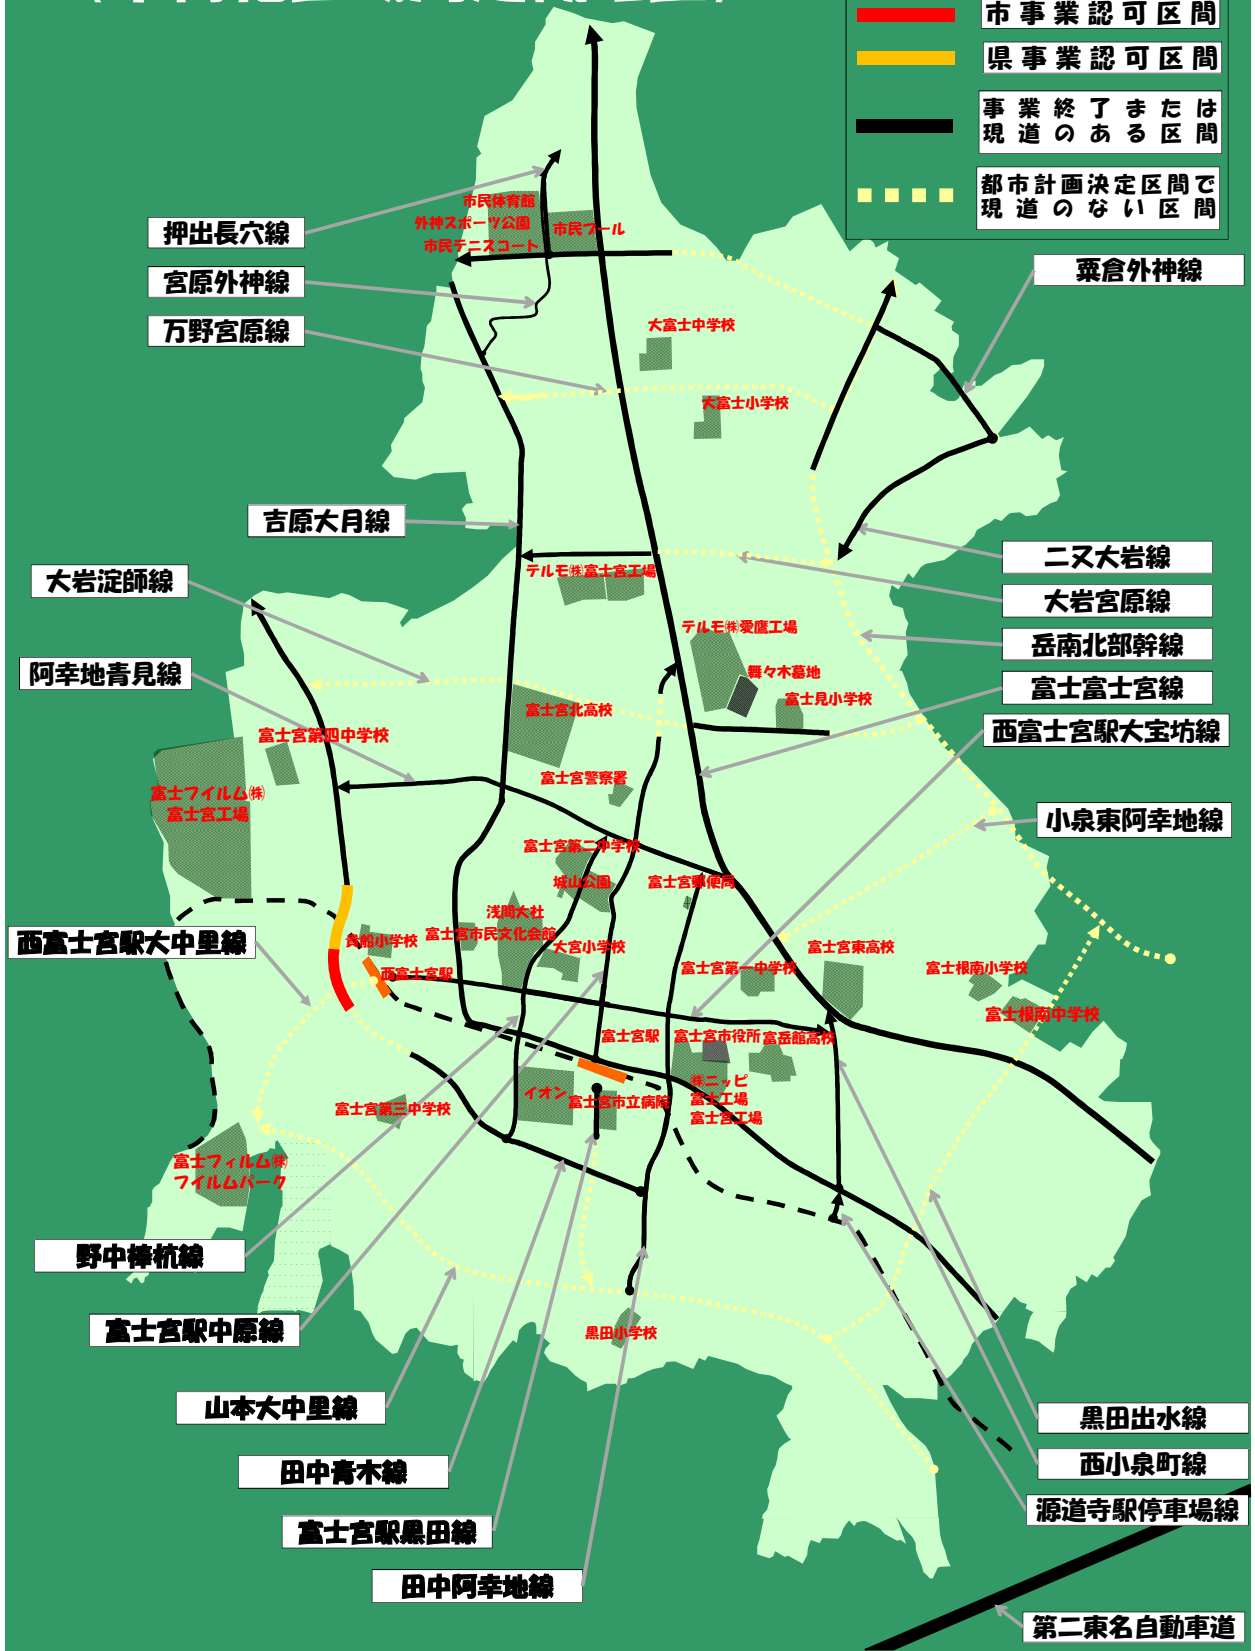 市事業認可区間
県事業認可区間
事業終了または
現道のある区間
都市計画決定区間で
現道のない区間
市民体育館
外神スポーツ公園
市民プール
市民テニスコート
押出長穴線
宮原外神線
万野宮原線
粟倉外神線
大富士中学校
大富士小学校
吉原大月線
大岩淀師線
阿幸地青見線
二又大岩線
大岩宮原線
岳南北部幹線
富士富士宮線
西富士宮駅大宝坊線
小泉東阿幸地線
テルモ㈱富士宮工場
テルモ㈱愛鷹工場
舞々木墓地
富士見小学校
富士宮北高校
富士宮第四中学校
富士宮警察署
富士フイルム㈱
富士宮工場
富士宮第二中学校
城山公園
富士宮郵便局
浅間大社
富士宮市民文化会館
貴船小学校
大宮小学校
西富士宮駅
富士宮第一中学校
富士宮東高校
富士根南小学校
富士根南中学校
西富士宮駅大中里線
富士宮駅
富士宮市役所
富岳館高校
イオン
富士宮市立病院
㈱ニッピ
富士工場
富士宮工場
富士宮第三中学校
富士フィルム㈱
フイルムパーク
野中棒杭線
富士宮駅中原線
黒田小学校
山本大中里線
田中青木線
富士宮駅黒田線
田中阿幸地線
黒田出水線
西小泉町線
源道寺駅停車場線
第二東名自動車道